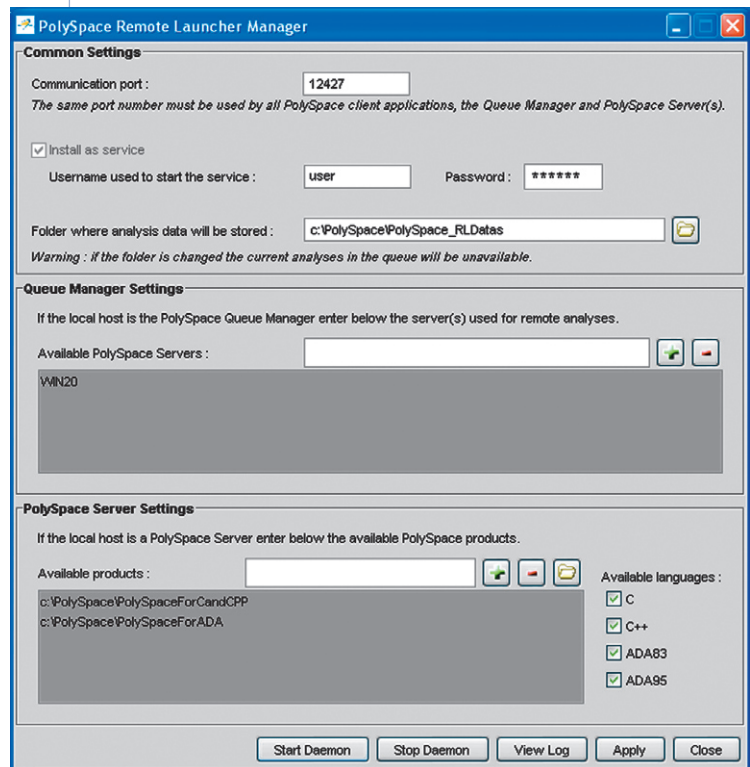 PolySpace Remote Launcher Manager
Common Settings
Communication port :
12427
The same port number must be used by all PolySpace client applications, the Queue Manager and PolySpace Server(s).
Install as service
Username used to start the service :
user
Password :
******
Folder where analysis data will be stored :
c:\PolySpace\PolySpace_RLDatas
Warning : if the folder is changed the current analyses in the queue will be unavailable.
Queue Manager Settings
If the local host is the PolySpace Queue Manager enter below the server(s) used for remote analyses.
Available PolySpace Servers :
WIN20
PolySpace Server Settings
If the local host is a PolySpace Server enter below the available PolySpace products.
Available products :
Available languages :
c:\PolySpace\PolySpaceForCandCPP
c:\PolySpace\PolySpaceForADA
C
C++
ADA83
ADA95
Start Daemon
Stop Daemon
View Log
Apply
Close